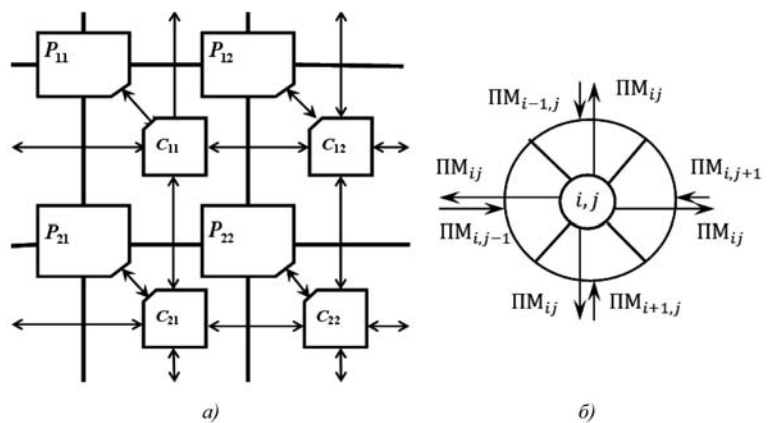 P₁₁ P₁₂
C₁₁ C₁₂
P₂₁ P₂₂
C₂₁ C₂₂
а)
ПМᵢ₋₁,ⱼ ПМᵢⱼ
ПМᵢⱼ ПМᵢ,ⱼ₊₁
i, j
ПМᵢ,ⱼ₋₁ ПМᵢⱼ
ПМᵢⱼ ПМᵢ₊₁,ⱼ
б)